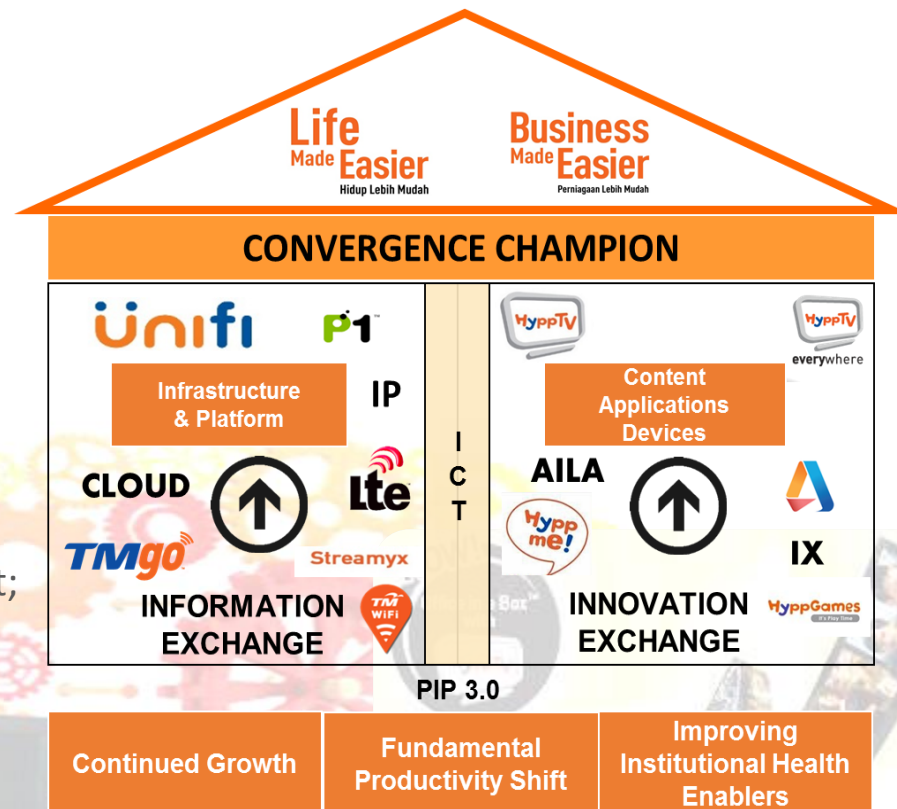 Life
Made Easier
Hidup Lebih Mudah
Business
Made Easier
Perniagaan Lebih Mudah
CONVERGENCE CHAMPION
unifi
P1™
Infrastructure
& Platform
IP
CLOUD
Lte
TMgo
Streamyx
INFORMATION
EXCHANGE
TM
WiFi
I
C
T
HyppTV
HyppTV
everywhere
Content
Applications
Devices
AILA
Hypp
me!
IX
INNOVATION
EXCHANGE
HyppGames
It's Play Time
t;
PIP 3.0
Continued Growth
Fundamental
Productivity Shift
Improving
Institutional Health
Enablers